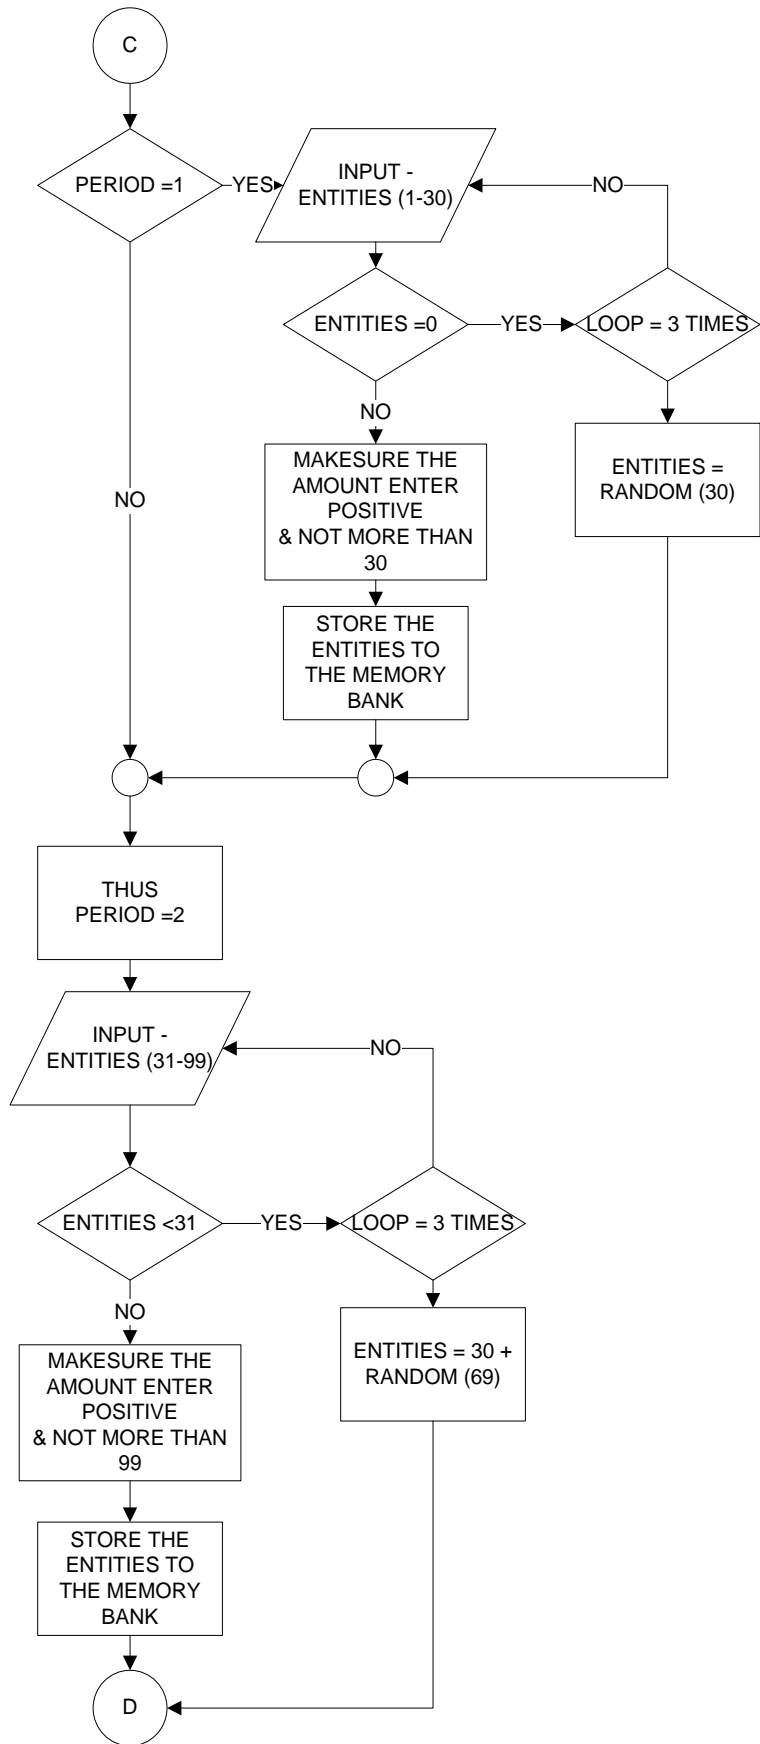 C
PERIOD =1
YES
INPUT -
ENTITIES (1-30)
NO
ENTITIES =0
YES
LOOP = 3 TIMES
NO
MAKESURE THE
AMOUNT ENTER
POSITIVE
& NOT MORE THAN
30
ENTITIES =
RANDOM (30)
NO
STORE THE
ENTITIES TO
THE MEMORY
BANK
THUS
PERIOD =2
INPUT -
ENTITIES (31-99)
NO
ENTITIES <31
YES
LOOP = 3 TIMES
NO
MAKESURE THE
AMOUNT ENTER
POSITIVE
& NOT MORE THAN
99
ENTITIES = 30 +
RANDOM (69)
STORE THE
ENTITIES TO
THE MEMORY
BANK
D